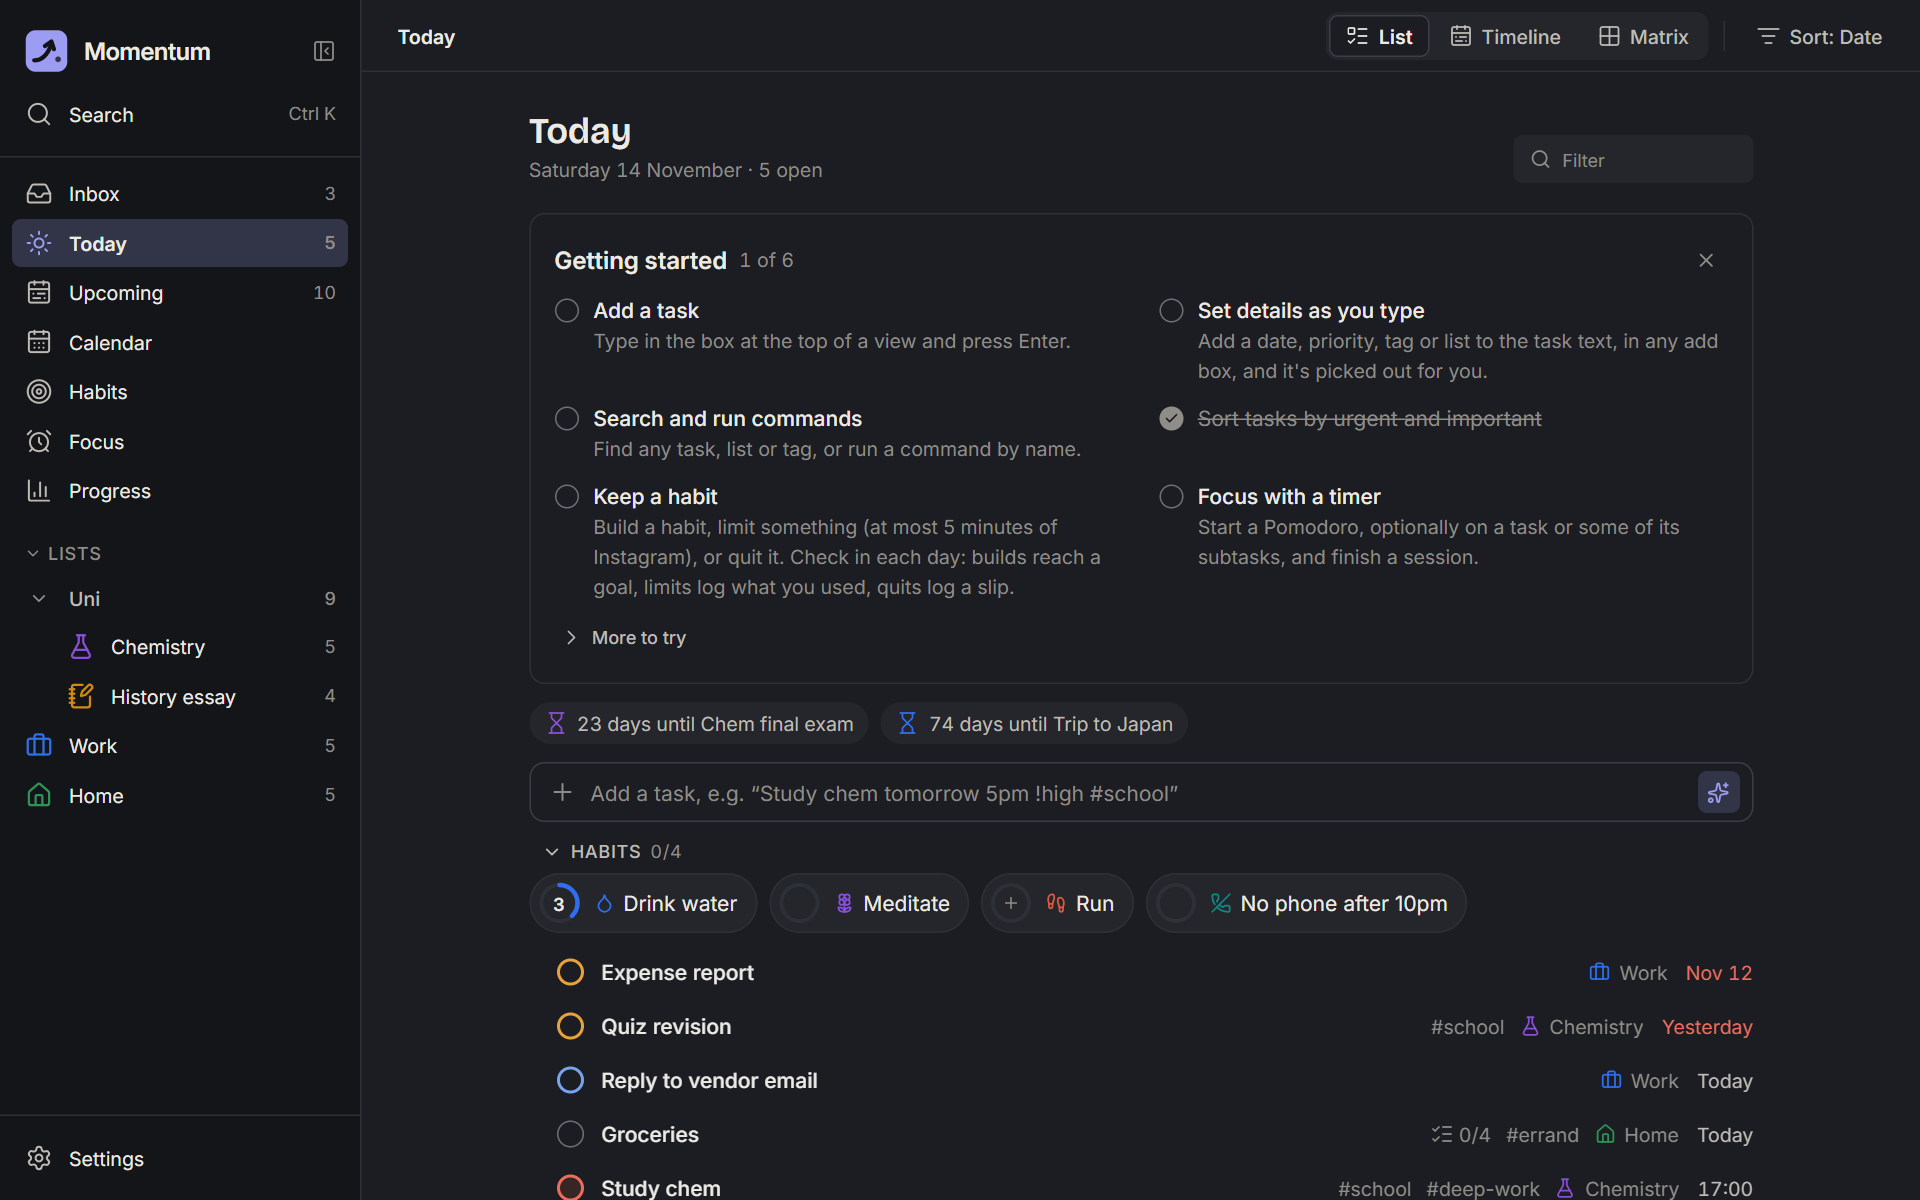 Momentum
Search Ctrl K
Inbox 3
Today 5
Upcoming 10
Calendar
Habits
Focus
Progress
LISTS
Uni 9
Chemistry 5
History essay 4
Work 5
Home 5
Settings
Today
List Timeline Matrix Sort: Date
Today
Saturday 14 November · 5 open
Filter
Getting started 1 of 6
Add a task
Type in the box at the top of a view and press Enter.
Set details as you type
Add a date, priority, tag or list to the task text, in any add
box, and it's picked out for you.
Search and run commands
Find any task, list or tag, or run a command by name.
Sort tasks by urgent and important
Keep a habit
Build a habit, limit something (at most 5 minutes of
Instagram), or quit it. Check in each day: builds reach a
goal, limits log what you used, quits log a slip.
Focus with a timer
Start a Pomodoro, optionally on a task or some of its
subtasks, and finish a session.
More to try
23 days until Chem final exam
74 days until Trip to Japan
Add a task, e.g. “Study chem tomorrow 5pm !high #school”
HABITS 0/4
3 Drink water
Meditate
Run
No phone after 10pm
Expense report Work Nov 12
Quiz revision #school Chemistry Yesterday
Reply to vendor email Work Today
Groceries 0/4 #errand Home Today
Study chem #school #deep-work Chemistry 17:00